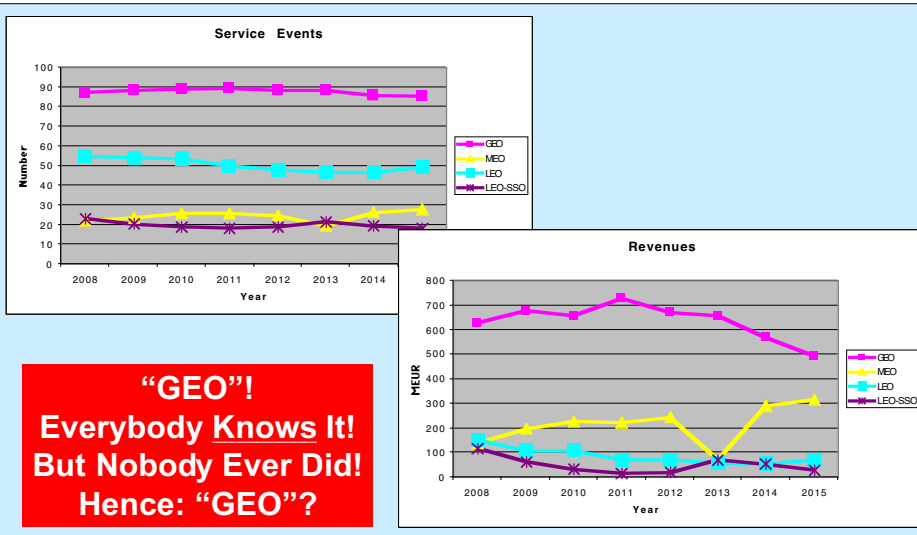 Service Events
100
90
80
70
60
50
40
30
20
10
0
Number
2008 2009 2010 2011 2012 2013 2014
Year
GEO
MEO
LEO
LEO-SSO
Revenues
800
700
600
500
400
300
200
100
0
MEUR
2008 2009 2010 2011 2012 2013 2014 2015
Year
GEO
MEO
LEO
LEO-SSO
“GEO”!
Everybody Knows It!
But Nobody Ever Did!
Hence: “GEO”?